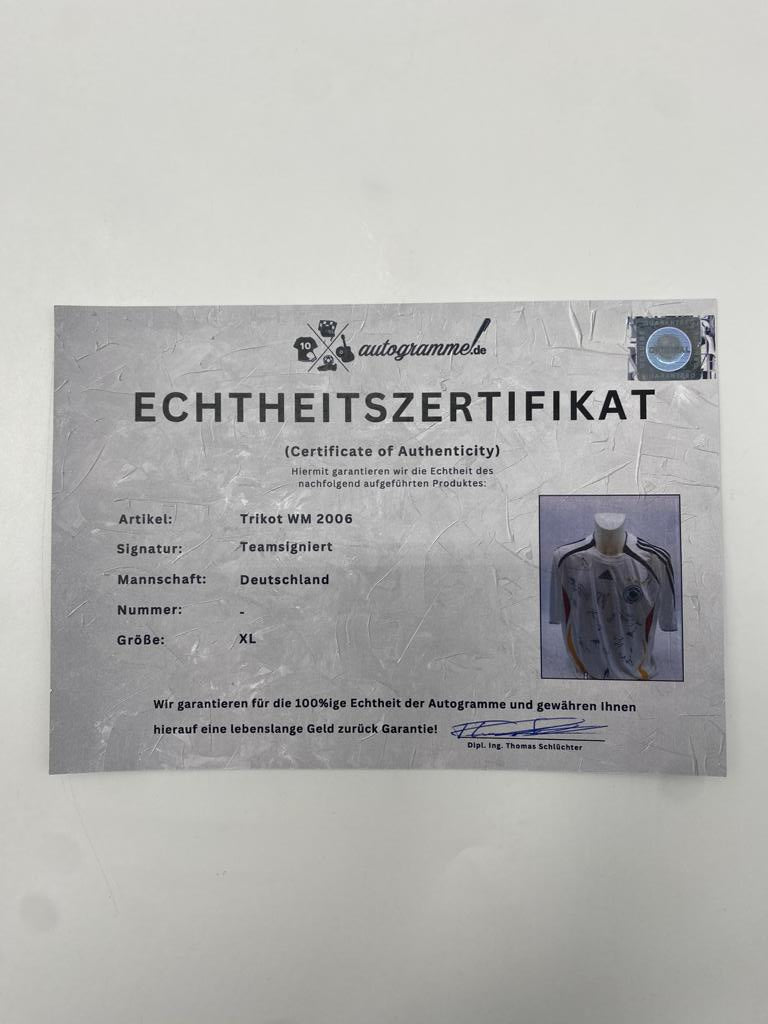 10
autogramme.de
ECHTHEITSZERTIFIKAT
(Certificate of Authenticity)
Hiermit garantieren wir die Echtheit des
nachfolgend aufgeführten Produktes:
Artikel: Trikot WM 2006
Signatur: Teamsigniert
Mannschaft: Deutschland
Nummer: -
Größe: XL
Wir garantieren für die 100%ige Echtheit der Autogramme und gewähren Ihnen
hierauf eine lebenslange Geld zurück Garantie!
Dipl. Ing. Thomas Schlüchter